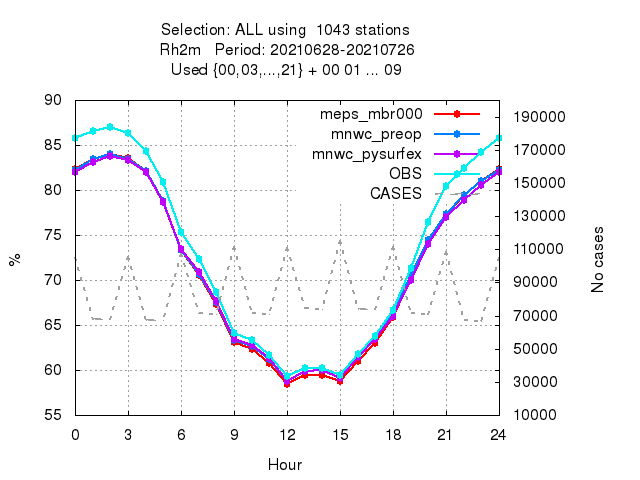 Selection: ALL using  1043 stations
Rh2m   Period: 20210628-20210726
Used {00,03,...,21} + 00 01 ... 09
90
85
80
75
70
65
60
55
%
meps_mbr000
mnwc_preop
mnwc_pysurfex
OBS
CASES
190000
170000
150000
130000
110000
90000
70000
50000
30000
10000
No cases
0 3 6 9 12 15 18 21 24
Hour